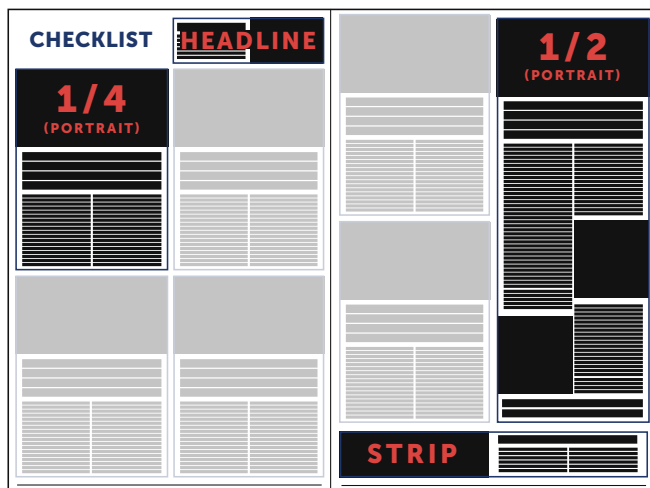 CHECKLIST
HEADLINE
1/4
(PORTRAIT)
1/2
(PORTRAIT)
STRIP